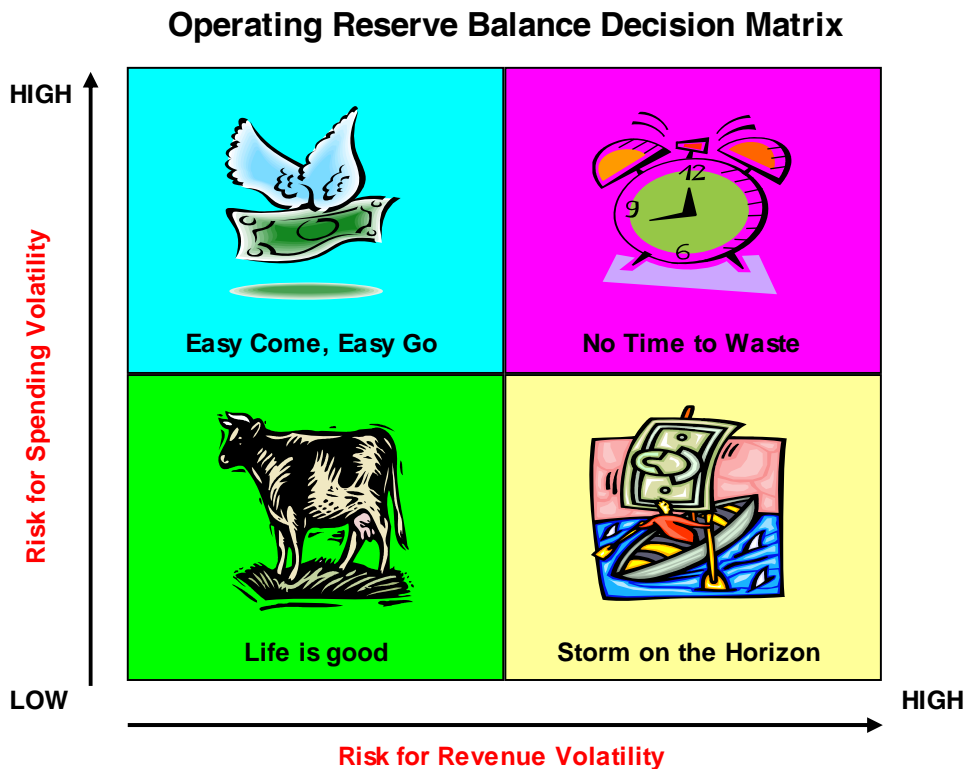 Operating Reserve Balance Decision Matrix
HIGH
Risk for Spending Volatility
12
9
6
Easy Come, Easy Go
No Time to Waste
Life is good
Storm on the Horizon
LOW
HIGH
Risk for Revenue Volatility